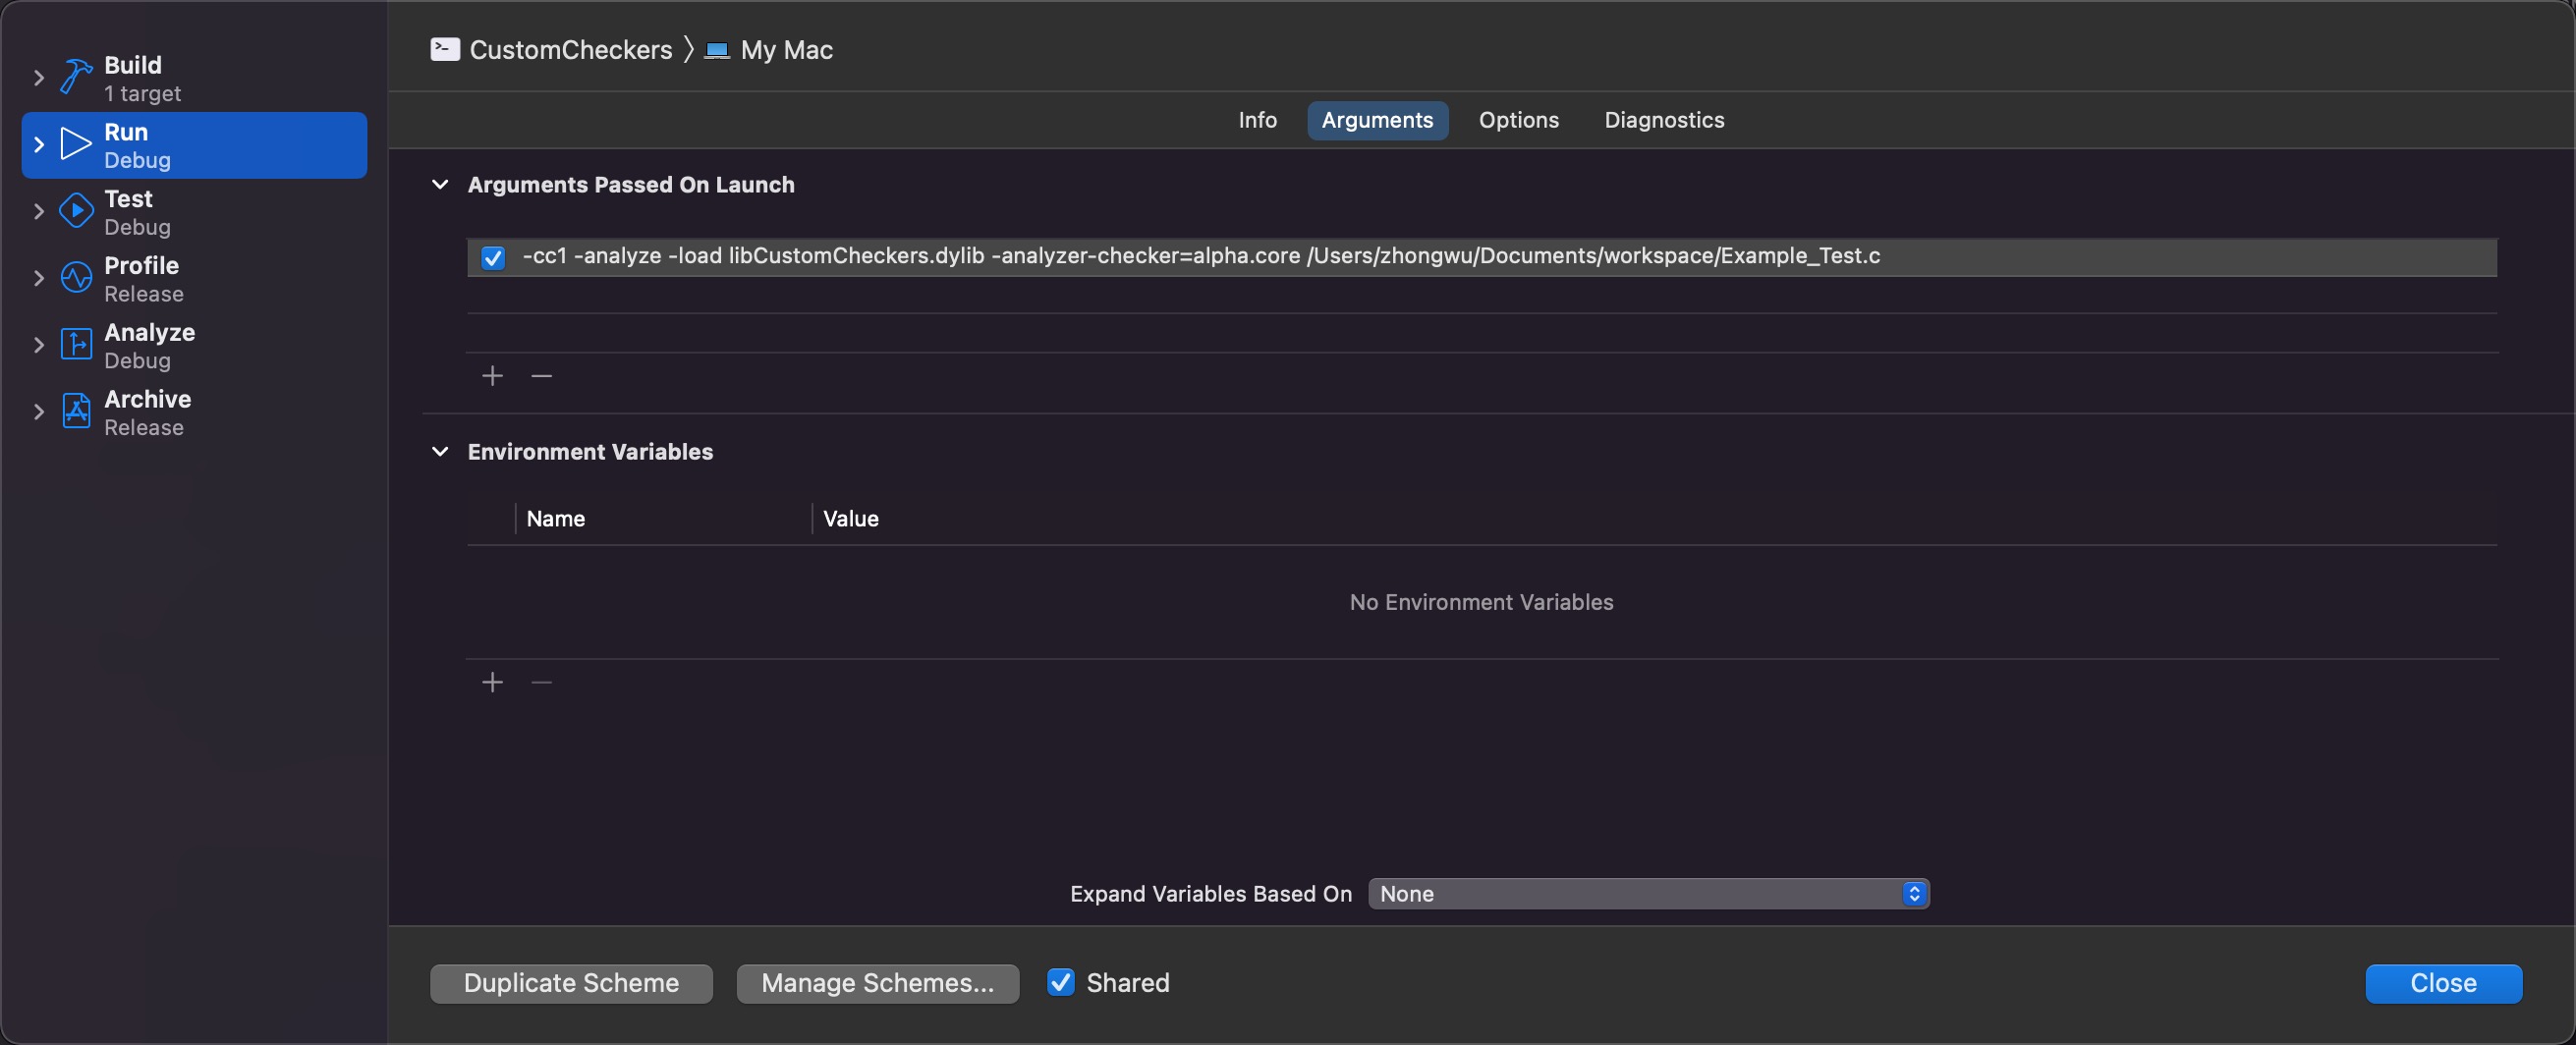 Build
1 target
Run
Debug
Test
Debug
Profile
Release
Analyze
Debug
Archive
Release
CustomCheckers 〉 My Mac
Info Arguments Options Diagnostics
Arguments Passed On Launch
-cc1 -analyze -load libCustomCheckers.dylib -analyzer-checker=alpha.core /Users/zhongwu/Documents/workspace/Example_Test.c
Environment Variables
Name Value
No Environment Variables
Expand Variables Based On None
Duplicate Scheme Manage Schemes... Shared Close